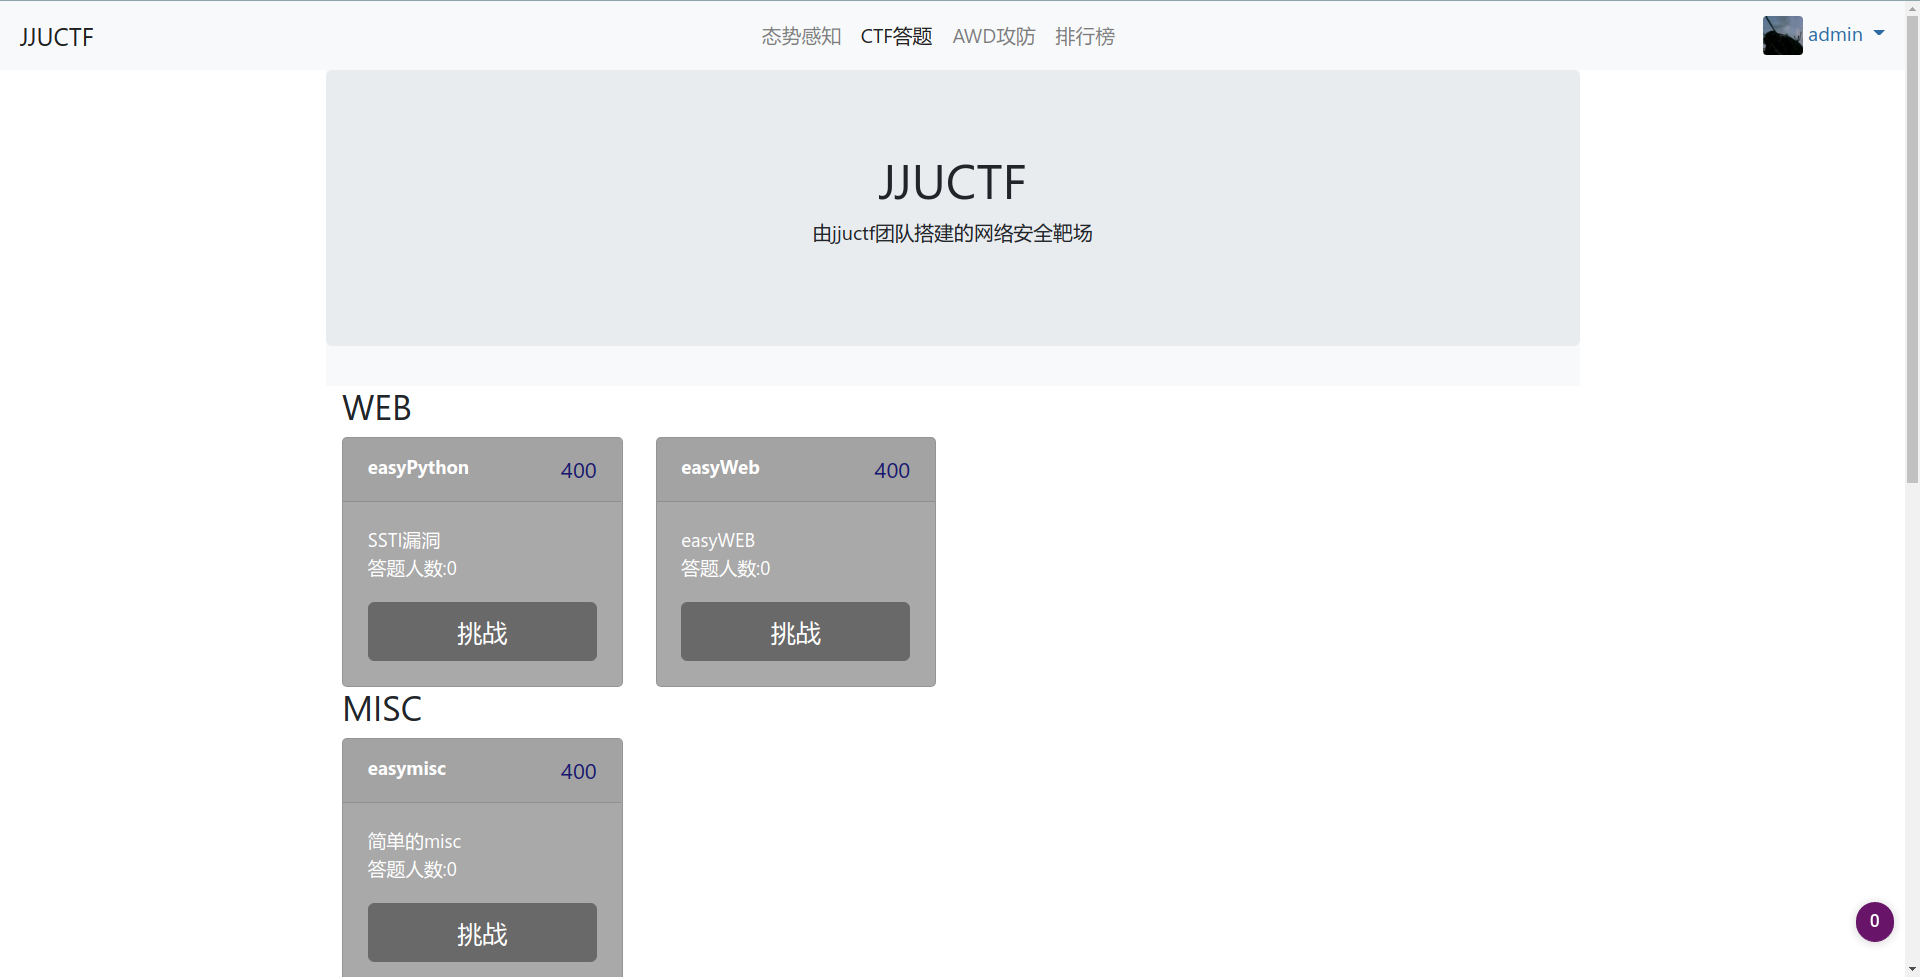 JJUCTF
态势感知 CTF答题 AWD攻防 排行榜
admin
JJUCTF
由jjuctf团队搭建的网络安全靶场
WEB
easyPython 400
SSTI漏洞
答题人数:0
挑战
easyWeb 400
easyWEB
答题人数:0
挑战
MISC
easymisc 400
简单的misc
答题人数:0
挑战
0